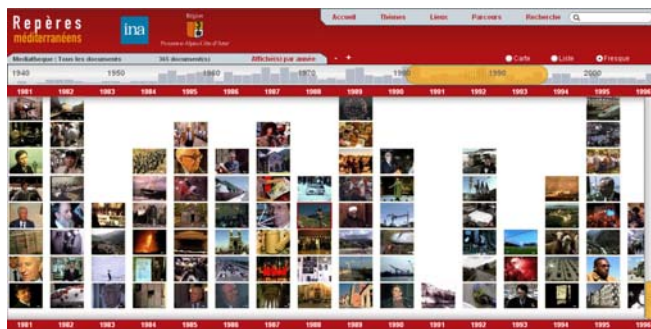 Repères
méditerranéens
ina
Région
Provence-Alpes-Côte d'Azur
Accueil Thèmes Lieux Parcours Recherche
Médiathèque : Tous les documents 365 document(s) Affiché(s) par année - +
Carte Liste Fresque
1940 1950 1960 1970 1980 1990 2000
1981 1982 1983 1984 1985 1986 1987 1988 1989 1990 1991 1992 1993 1994 1995 1996
1981 1982 1983 1984 1985 1986 1987 1988 1989 1990 1991 1992 1993 1994 1995 1996